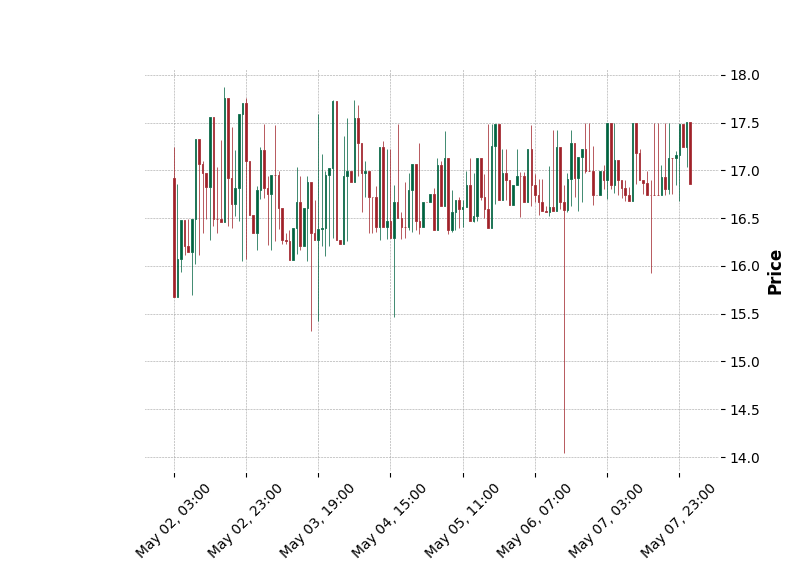 18.0
17.5
17.0
16.5
16.0
15.5
15.0
14.5
14.0
Price
May 02, 03:00
May 02, 23:00
May 03, 19:00
May 04, 15:00
May 05, 11:00
May 06, 07:00
May 07, 03:00
May 07, 23:00